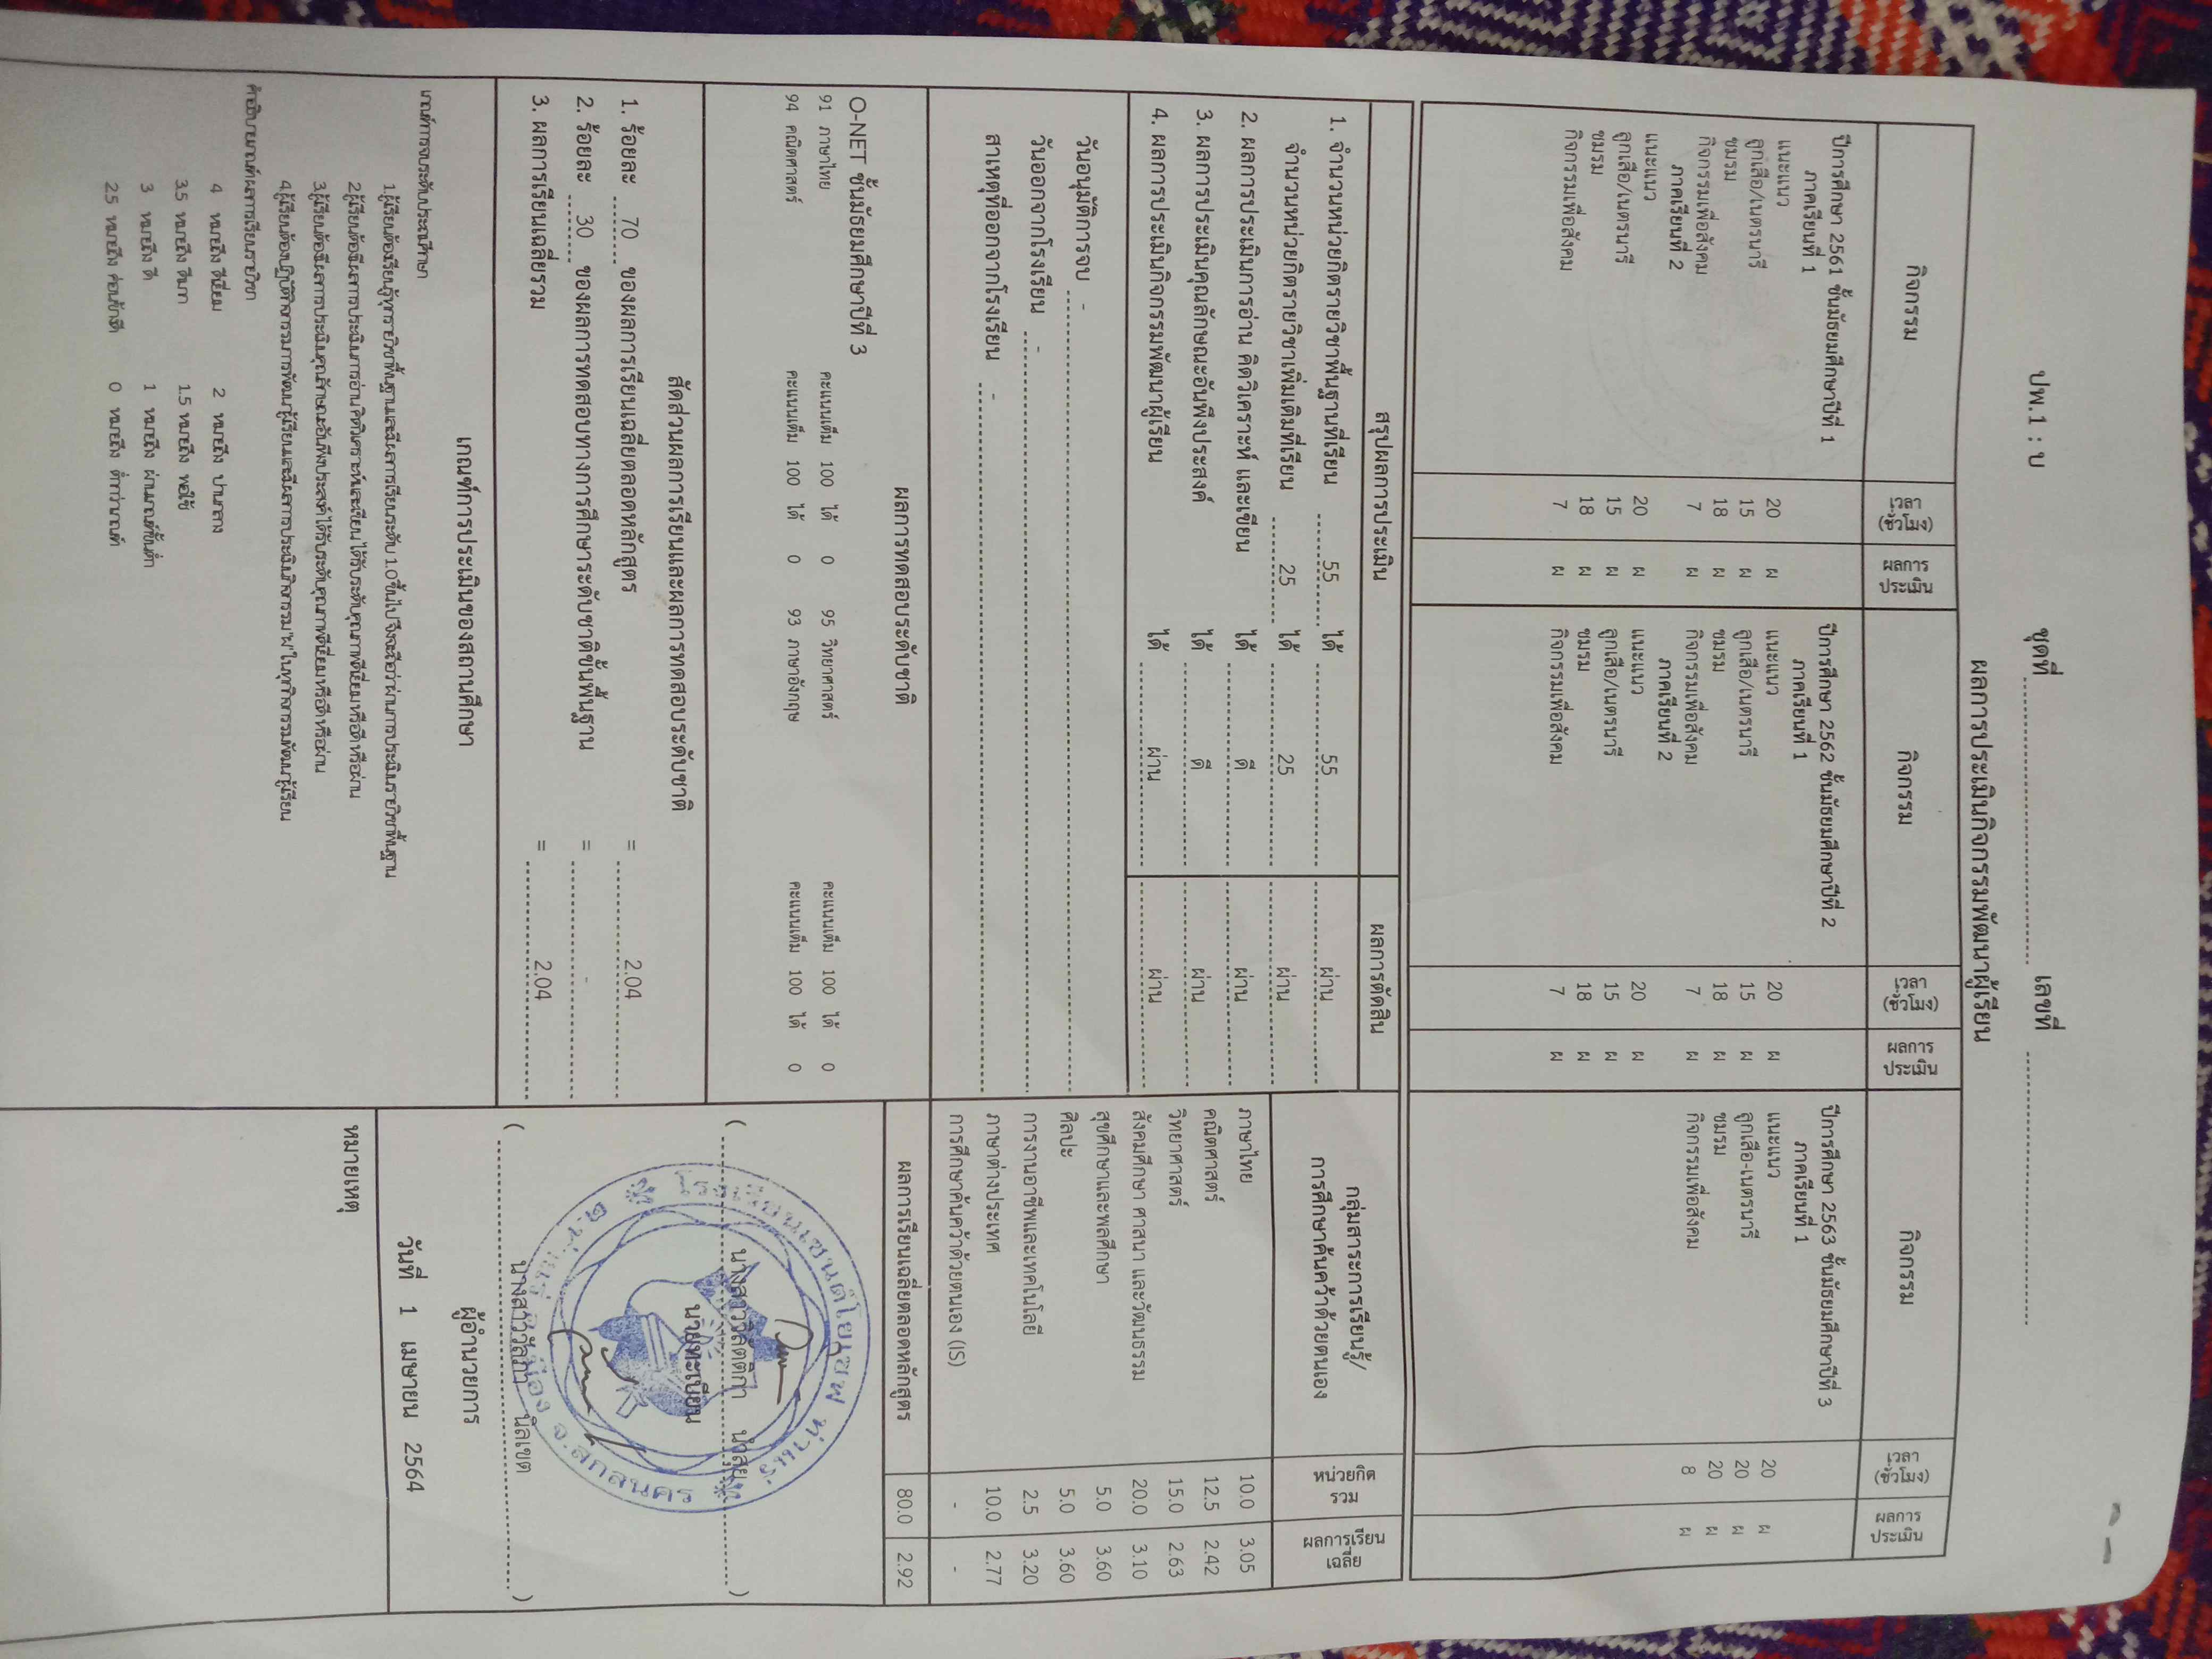 ปพ.1 : บ ชุดที่ เลขที่
ผลการประเมินกิจกรรมพัฒนาผู้เรียน
กิจกรรม เวลา (ชั่วโมง) ผลการประเมิน กิจกรรม เวลา (ชั่วโมง) ผลการประเมิน กิจกรรม เวลา (ชั่วโมง) ผลการประเมิน
ปีการศึกษา 2561 ชั้นมัธยมศึกษาปีที่ 1 ปีการศึกษา 2562 ชั้นมัธยมศึกษาปีที่ 2 ปีการศึกษา 2563 ชั้นมัธยมศึกษาปีที่ 3
ภาคเรียนที่ 1 ภาคเรียนที่ 1 ภาคเรียนที่ 1
แนะแนว 20 ผ แนะแนว 20 ผ แนะแนว 20 ผ
ลูกเสือ/เนตรนารี 15 ผ ลูกเสือ/เนตรนารี 15 ผ ลูกเสือ-เนตรนารี 20 ผ
ชมรม 18 ผ ชมรม 18 ผ ชมรม 20 ผ
กิจกรรมเพื่อสังคม 7 ผ กิจกรรมเพื่อสังคม 7 ผ กิจกรรมเพื่อสังคม 8 ผ
ภาคเรียนที่ 2 ภาคเรียนที่ 2
แนะแนว 20 ผ แนะแนว 20 ผ
ลูกเสือ/เนตรนารี 15 ผ ลูกเสือ/เนตรนารี 15 ผ
ชมรม 18 ผ ชมรม 18 ผ
กิจกรรมเพื่อสังคม 7 ผ กิจกรรมเพื่อสังคม 7 ผ
สรุปผลการประเมิน ผลการตัดสิน
1. จำนวนหน่วยกิตรายวิชาพื้นฐานที่เรียน 55 ได้ 55 ผ่าน
จำนวนหน่วยกิตรายวิชาเพิ่มเติมที่เรียน 25 ได้ 25 ผ่าน
2. ผลการประเมินการอ่าน คิดวิเคราะห์ และเขียน ได้ ดี ผ่าน
3. ผลการประเมินคุณลักษณะอันพึงประสงค์ ได้ ดี ผ่าน
4. ผลการประเมินกิจกรรมพัฒนาผู้เรียน ได้ ผ่าน ผ่าน
วันอนุมัติการจบ -
วันออกจากโรงเรียน -
สาเหตุที่ออกจากโรงเรียน -
ผลการทดสอบระดับชาติ
O-NET ชั้นมัธยมศึกษาปีที่ 3
91 ภาษาไทย คะแนนเต็ม 100 ได้ 0 95 วิทยาศาสตร์ คะแนนเต็ม 100 ได้ 0
94 คณิตศาสตร์ คะแนนเต็ม 100 ได้ 0 93 ภาษาอังกฤษ คะแนนเต็ม 100 ได้ 0
สัดส่วนผลการเรียนและผลการทดสอบระดับชาติ
1. ร้อยละ 70 ของผลการเรียนเฉลี่ยตลอดหลักสูตร = 2.04
2. ร้อยละ 30 ของผลการทดสอบทางการศึกษาระดับชาติขั้นพื้นฐาน = -
3. ผลการเรียนเฉลี่ยรวม = 2.04
เกณฑ์การประเมินของสถานศึกษา
เกณฑ์การจบระดับประถมศึกษา
1.ผู้เรียนต้องเรียนรู้ทุกรายวิชาพื้นฐานและมีผลการเรียนระดับ 1.0 ขึ้นไป จึงจะถือว่าผ่านการประเมินรายวิชาพื้นฐาน
2.ผู้เรียนต้องมีผลการประเมินการอ่าน คิดวิเคราะห์และเขียน ได้รับระดับคุณภาพดีเยี่ยม หรือดี หรือผ่าน
3.ผู้เรียนต้องมีผลการประเมินคุณลักษณะอันพึงประสงค์ ได้รับระดับคุณภาพดีเยี่ยม หรือดี หรือผ่าน
4.ผู้เรียนต้องปฏิบัติกิจกรรมการพัฒนาผู้เรียนและมีผลการประเมินกิจกรรม "ผ" ในทุกกิจกรรมพัฒนาผู้เรียน
คำอธิบายเกณฑ์ผลการเรียนรายวิชา
4 หมายถึง ดีเยี่ยม 2 หมายถึง ปานกลาง
3.5 หมายถึง ดีมาก 1.5 หมายถึง พอใช้
3 หมายถึง ดี 1 หมายถึง ผ่านเกณฑ์ขั้นต่ำ
2.5 หมายถึง ค่อนข้างดี 0 หมายถึง ต่ำกว่าเกณฑ์
กลุ่มสาระการเรียนรู้/ หน่วยกิต ผลการเรียน
การศึกษาค้นคว้าด้วยตนเอง รวม เฉลี่ย
ภาษาไทย 10.0 3.05
คณิตศาสตร์ 12.5 2.42
วิทยาศาสตร์ 15.0 2.63
สังคมศึกษา ศาสนา และวัฒนธรรม 20.0 3.10
สุขศึกษาและพลศึกษา 5.0 3.60
ศิลปะ 5.0 3.60
การงานอาชีพและเทคโนโลยี 2.5 3.20
ภาษาต่างประเทศ 10.0 2.77
การศึกษาค้นคว้าด้วยตนเอง (IS) - -
ผลการเรียนเฉลี่ยตลอดหลักสูตร 80.0 2.92
( )
นายทะเบียน
( นางสาววัลภา นิลเขต )
ผู้อำนวยการ
วันที่ 1 เมษายน 2564
โรงเรียนเซนต์โยเซฟ ท่าแร่
จ.สกลนคร
หมายเหตุ